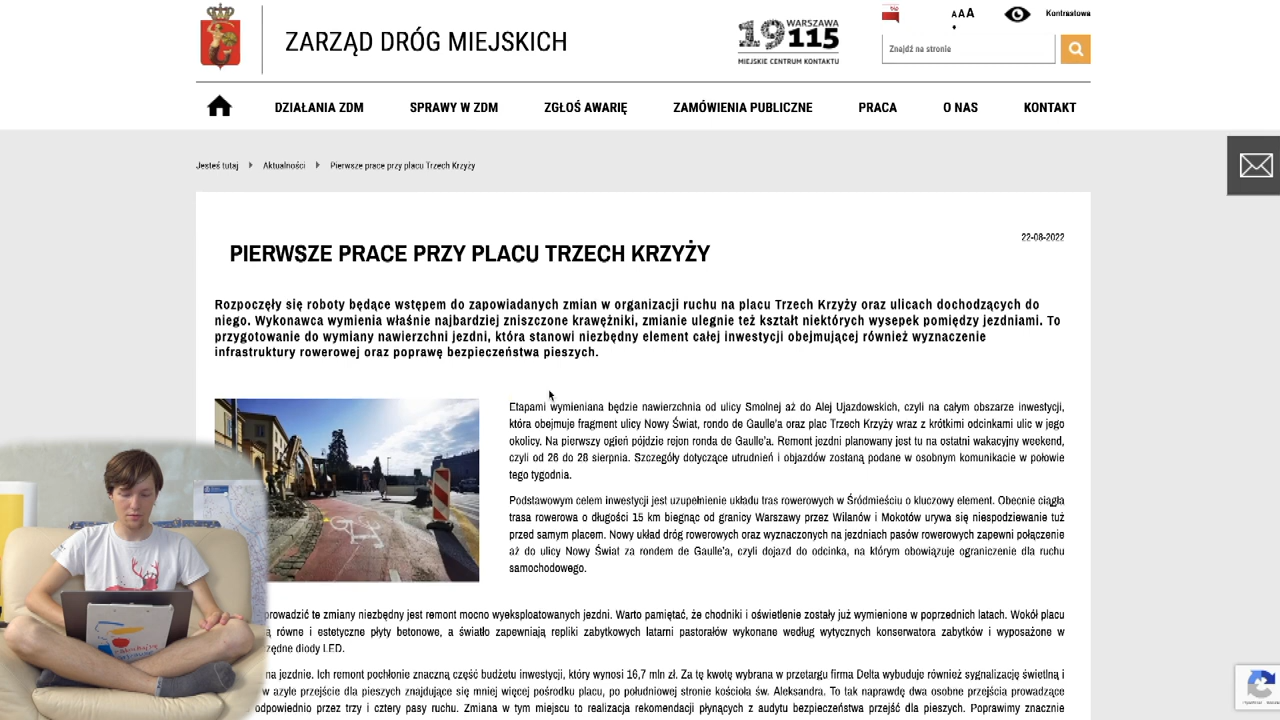 ZARZĄD DRÓG MIEJSKICH
19115
WARSZAWA
MIEJSKIE CENTRUM KONTAKTU
bip
A A A
Kontrastowa
Znajdź na stronie
DZIAŁANIA ZDM
SPRAWY W ZDM
ZGŁOŚ AWARIĘ
ZAMÓWIENIA PUBLICZNE
PRACA
O NAS
KONTAKT
Jesteś tutaj
Aktualności
Pierwsze prace przy placu Trzech Krzyży
22-08-2022
PIERWSZE PRACE PRZY PLACU TRZECH KRZYŻY
Rozpoczęły się roboty będące wstępem do zapowiadanych zmian w organizacji ruchu na placu Trzech Krzyży oraz ulicach dochodzących do
niego. Wykonawca wymienia właśnie najbardziej zniszczone krawężniki, zmianie ulegnie też kształt niektórych wysepek pomiędzy jezdniami. To
przygotowanie do wymiany nawierzchni jezdni, która stanowi niezbędny element całej inwestycji obejmującej również wyznaczenie
infrastruktury rowerowej oraz poprawę bezpieczeństwa pieszych.
Etapami wymieniana będzie nawierzchnia od ulicy Smolnej aż do Alej Ujazdowskich, czyli na całym obszarze inwestycji,
która obejmuje fragment ulicy Nowy Świat, rondo de Gaulle'a oraz plac Trzech Krzyży wraz z krótkimi odcinkami ulic w jego
okolicy. Na pierwszy ogień pójdzie rejon ronda de Gaulle'a. Remont jezdni planowany jest tu na ostatni wakacyjny weekend,
czyli od 26 do 28 sierpnia. Szczegóły dotyczące utrudnień i objazdów zostaną podane w osobnym komunikacie w połowie
tego tygodnia.
Podstawowym celem inwestycji jest uzupełnienie układu tras rowerowych w Śródmieściu o kluczowy element. Obecnie ciągła
trasa rowerowa o długości 15 km biegnąc od granicy Warszawy przez Wilanów i Mokotów urywa się niespodziewanie tuż
przed samym placem. Nowy układ dróg rowerowych oraz wyznaczonych na jezdniach pasów rowerowych zapewni połączenie
aż do ulicy Nowy Świat za rondem de Gaulle'a, czyli dojazd do odcinka, na którym obowiązuje ograniczenie dla ruchu
samochodowego.
prowadzić te zmiany niezbędny jest remont mocno wyeksploatowanych jezdni. Warto pamiętać, że chodniki i oświetlenie zostały już wymienione w poprzednich latach. Wokół placu
równe i estetyczne płyty betonowe, a światło zapewniają repliki zabytkowych latarni pastorałów wykonane według wytycznych konserwatora zabytków i wyposażone w
zędne diody LED.
na jezdnie. Ich remont pochłonie znaczną część budżetu inwestycji, który wynosi 16,7 mln zł. Za tę kwotę wybrana w przetargu firma Delta wybuduje również sygnalizację świetlną i
w azyle przejście dla pieszych znajdujące się mniej więcej pośrodku placu, po południowej stronie kościoła św. Aleksandra. To tak naprawdę dwa osobne przejścia prowadzące
odpowiednio przez trzy i cztery pasy ruchu. Zmiana w tym miejscu to realizacja rekomendacji płynących z audytu bezpieczeństwa przejść dla pieszych. Poprawimy znacznie